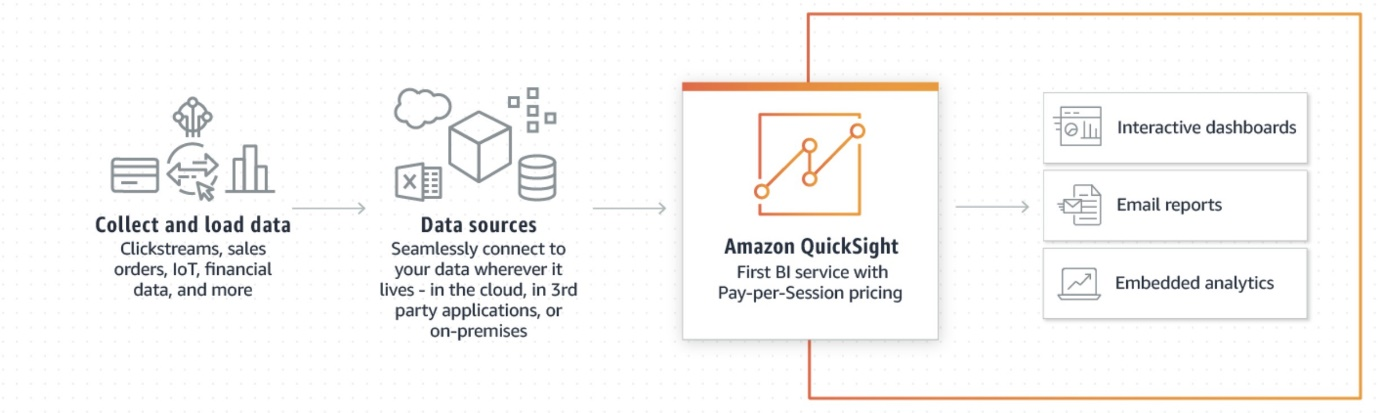 Collect and load data
Clickstreams, sales
orders, IoT, financial
data, and more
Data sources
Seamlessly connect to
your data wherever it
lives - in the cloud, in 3rd
party applications, or
on-premises
X
Amazon QuickSight
First BI service with
Pay-per-Session pricing
Interactive dashboards
Email reports
Embedded analytics